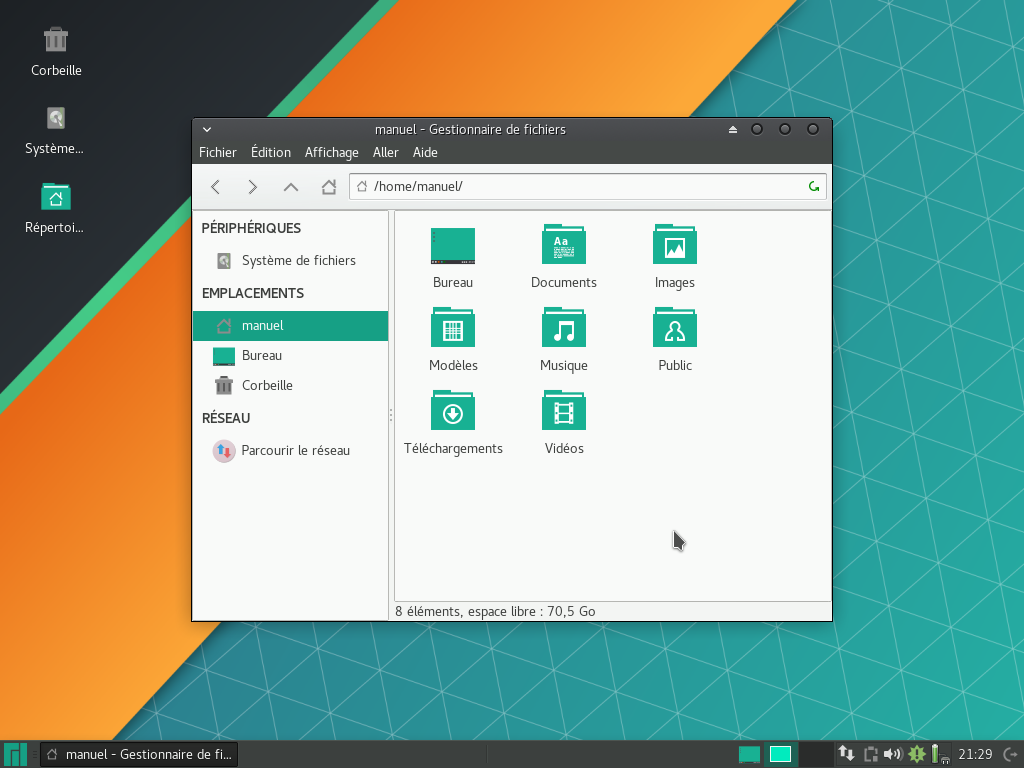 Corbeille
Système...
Répertoi...
manuel - Gestionnaire de fichiers
Fichier Édition Affichage Aller Aide
/home/manuel/
PÉRIPHÉRIQUES
Système de fichiers
EMPLACEMENTS
manuel
Bureau
Corbeille
RÉSEAU
Parcourir le réseau
Aa
Bureau Documents Images
Modèles Musique Public
Téléchargements Vidéos
8 éléments, espace libre : 70,5 Go
manuel - Gestionnaire de fi...
21:29